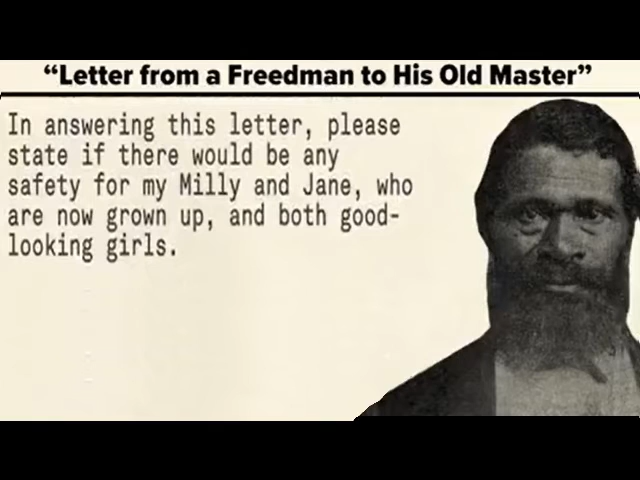 “Letter from a Freedman to His Old Master”
In answering this letter, please
state if there would be any
safety for my Milly and Jane, who
are now grown up, and both good-
looking girls.